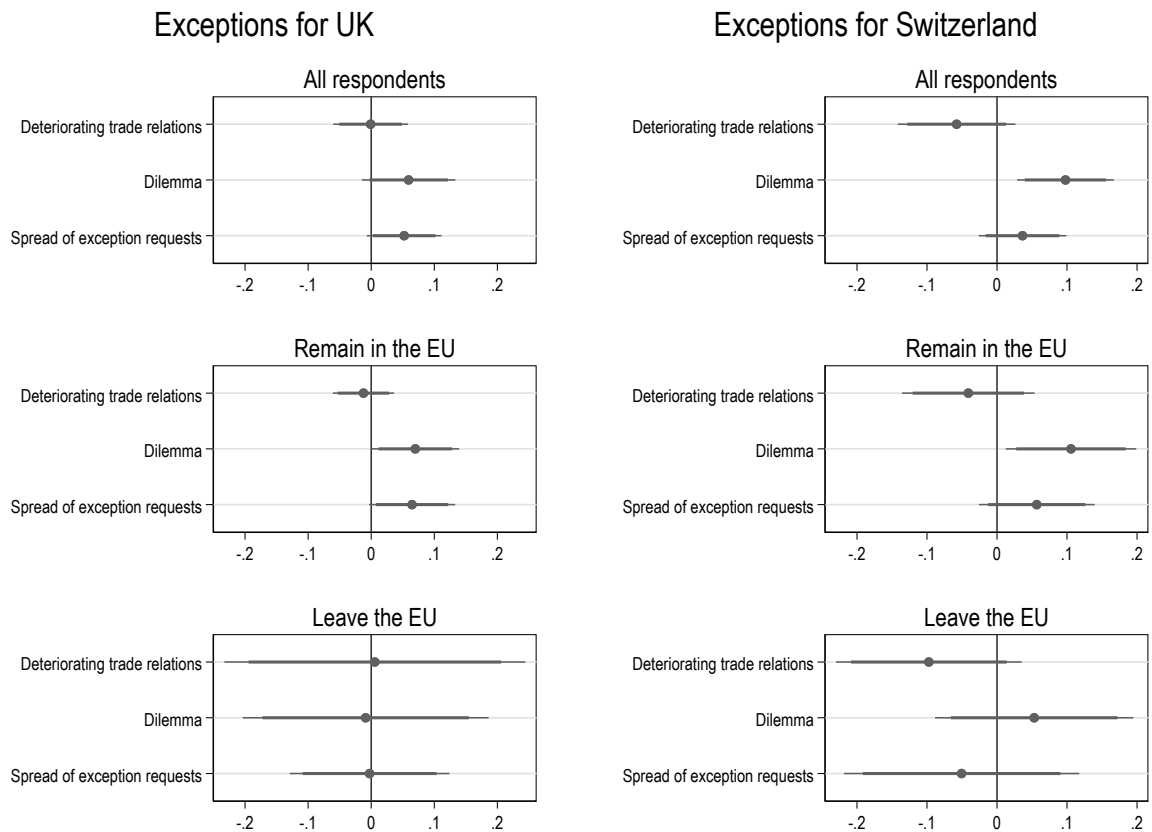 Exceptions for UK
All respondents
Deteriorating trade relations
Dilemma
Spread of exception requests
-.2 -.1 0 .1 .2
Remain in the EU
Deteriorating trade relations
Dilemma
Spread of exception requests
-.2 -.1 0 .1 .2
Leave the EU
Deteriorating trade relations
Dilemma
Spread of exception requests
-.2 -.1 0 .1 .2
Exceptions for Switzerland
All respondents
Deteriorating trade relations
Dilemma
Spread of exception requests
-.2 -.1 0 .1 .2
Remain in the EU
Deteriorating trade relations
Dilemma
Spread of exception requests
-.2 -.1 0 .1 .2
Leave the EU
Deteriorating trade relations
Dilemma
Spread of exception requests
-.2 -.1 0 .1 .2